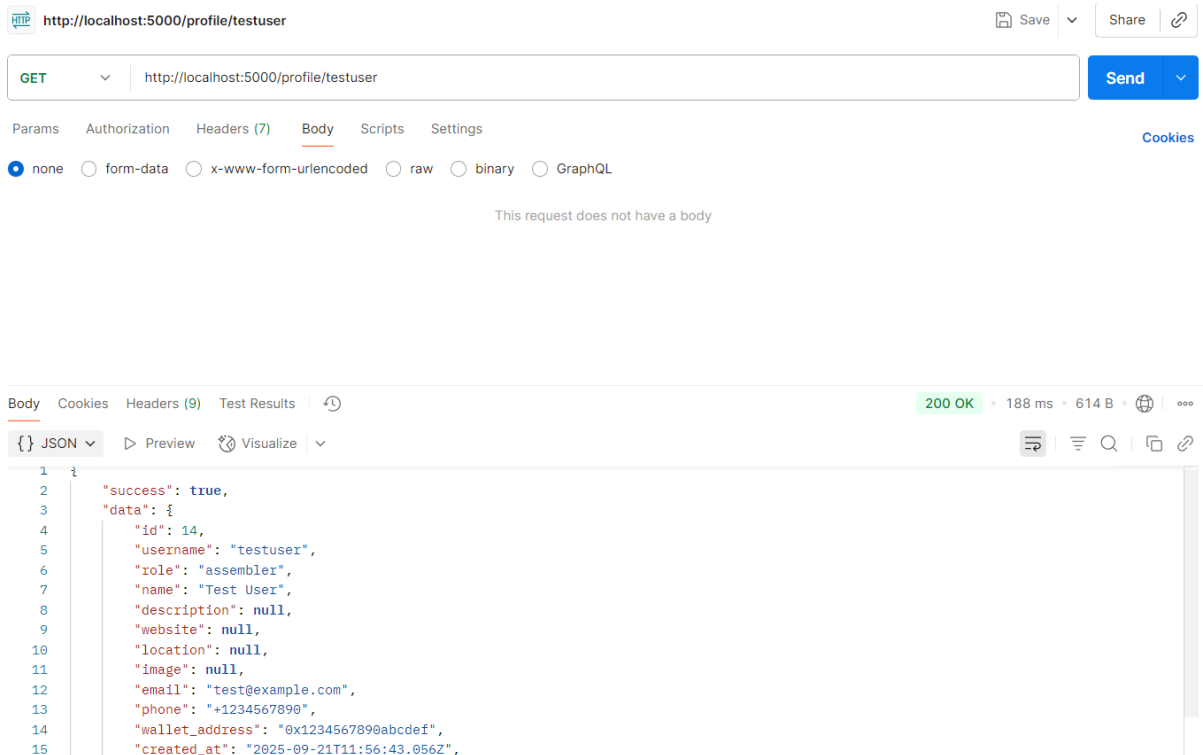 HTTP http://localhost:5000/profile/testuser Save Share
GET http://localhost:5000/profile/testuser Send
Params Authorization Headers (7) Body Scripts Settings Cookies
none form-data x-www-form-urlencoded raw binary GraphQL
This request does not have a body
Body Cookies Headers (9) Test Results 200 OK • 188 ms • 614 B •
{} JSON Preview Visualize
1 {
2 "success": true,
3 "data": {
4 "id": 14,
5 "username": "testuser",
6 "role": "assembler",
7 "name": "Test User",
8 "description": null,
9 "website": null,
10 "location": null,
11 "image": null,
12 "email": "test@example.com",
13 "phone": "+1234567890",
14 "wallet_address": "0x1234567890abcdef",
15 "created_at": "2025-09-21T11:56:43.056Z",